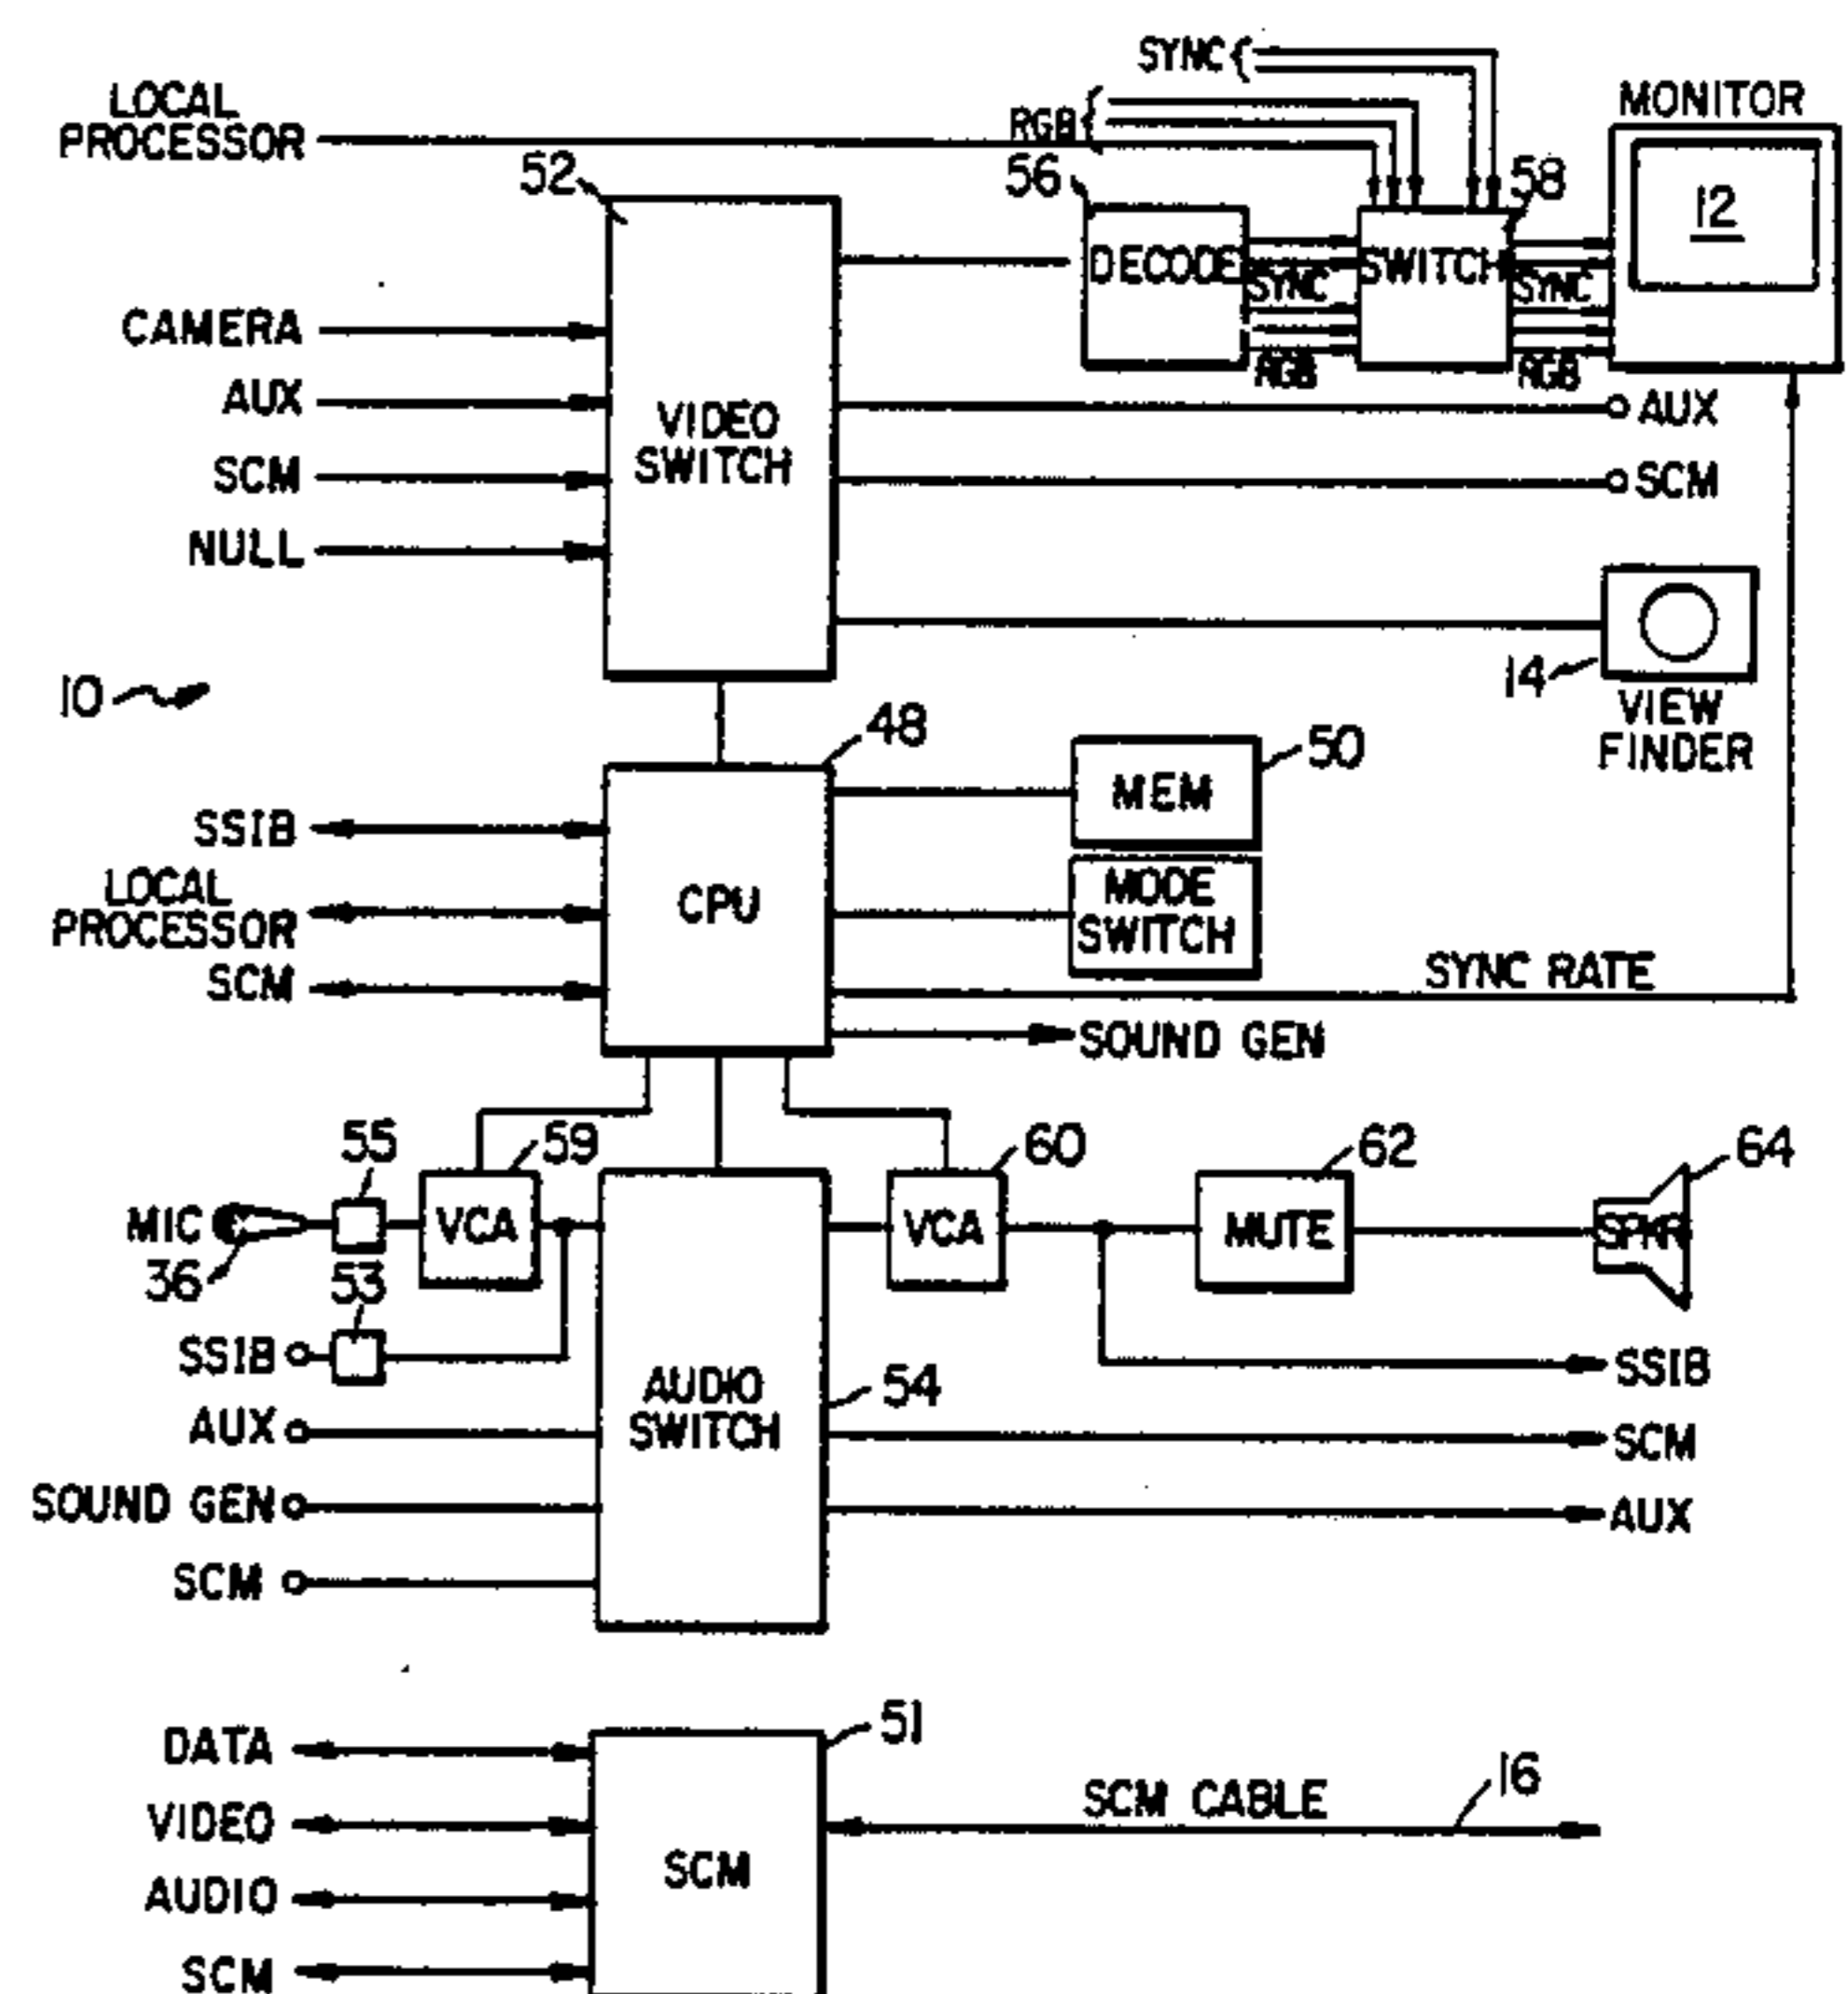 SYNC
LOCAL
PROCESSOR
RGB
MONITOR
52
56
58
12
DECODE
SWITCH
SYNC
SYNC
RGB
RGB
CAMERA
AUX
SCM
NULL
VIDEO
SWITCH
AUX
SCM
14
VIEW
FINDER
10
48
50
MEM
SSIB
LOCAL
PROCESSOR
SCM
CPU
MODE
SWITCH
SYNC RATE
SOUND GEN
55
59
60
62
64
MIC
VCA
VCA
MUTE
SPKR
36
53
SSIB
AUX
SOUND GEN
SCM
AUDIO
SWITCH
54
SSIB
SCM
AUX
51
DATA
VIDEO
AUDIO
SCM
SCM
SCM CABLE
16